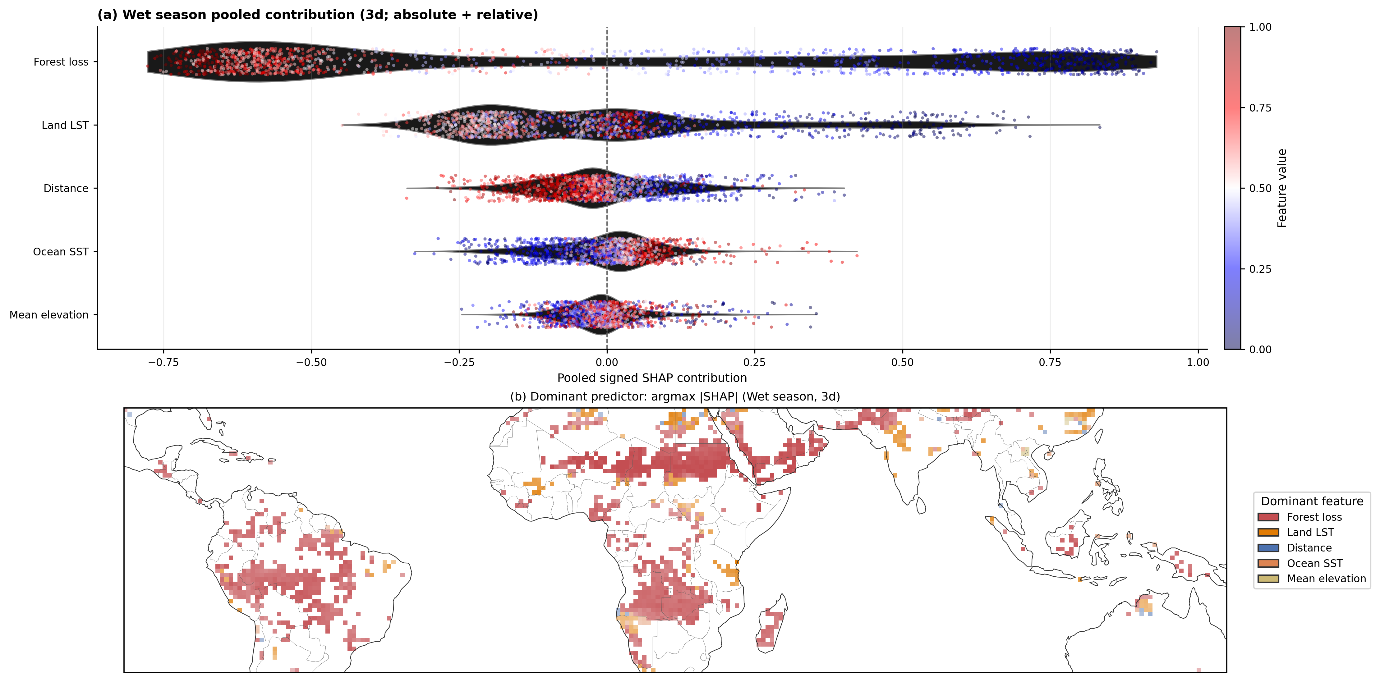 (a) Wet season pooled contribution (3d; absolute + relative)
Forest loss
Land LST
Distance
Ocean SST
Mean elevation
−0.75
−0.50
−0.25
0.00
0.25
0.50
0.75
1.00
Pooled signed SHAP contribution
1.00
0.75
0.50
0.25
0.00
Feature value
(b) Dominant predictor: argmax |SHAP| (Wet season, 3d)
Dominant feature
Forest loss
Land LST
Distance
Ocean SST
Mean elevation